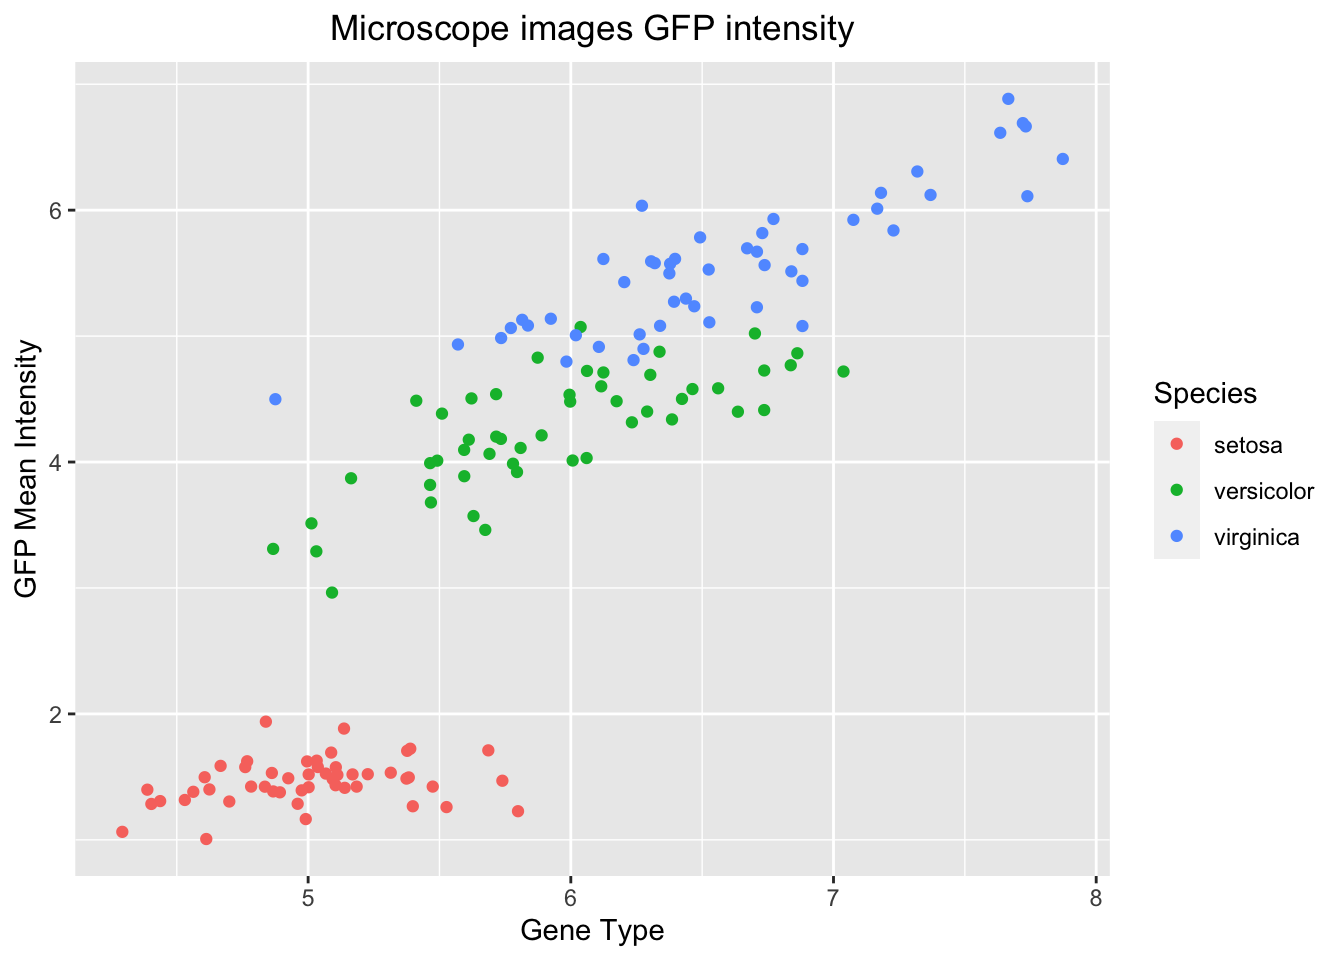 Microscope images GFP intensity
GFP Mean Intensity
6
4
2
5 6 7 8
Gene Type
Species
setosa
versicolor
virginica